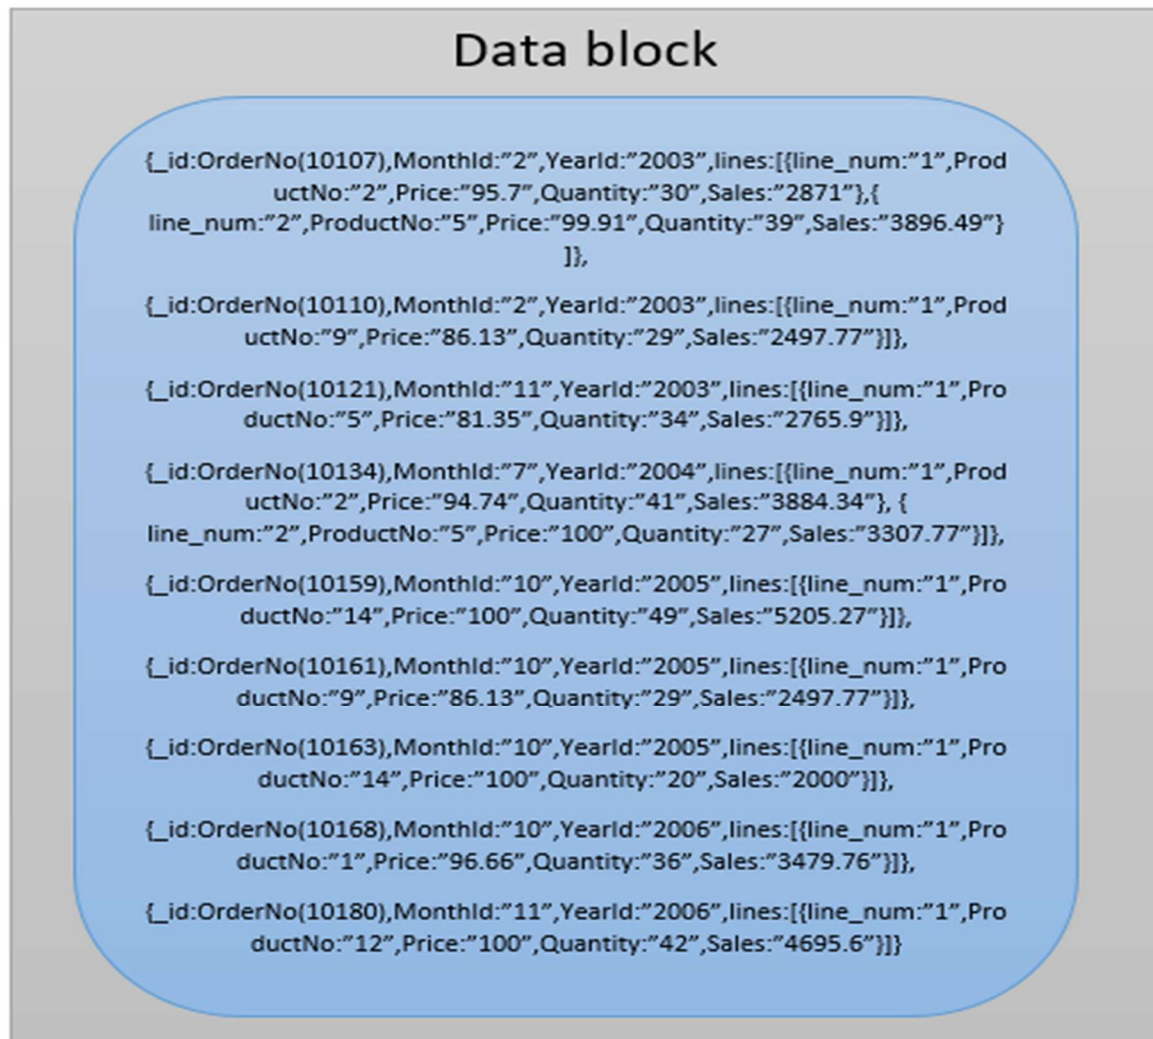 Data block
{_id:OrderNo(10107),MonthId:”2”,YearId:”2003”,lines:[{line_num:”1”,Prod
uctNo:”2”,Price:”95.7”,Quantity:”30”,Sales:”2871”},{
line_num:”2”,ProductNo:”5”,Price:”99.91”,Quantity:”39”,Sales:”3896.49”}
]},
{_id:OrderNo(10110),MonthId:”2”,YearId:”2003”,lines:[{line_num:”1”,Prod
uctNo:”9”,Price:”86.13”,Quantity:”29”,Sales:”2497.77”}]},
{_id:OrderNo(10121),MonthId:”11”,YearId:”2003”,lines:[{line_num:”1”,Pro
ductNo:”5”,Price:”81.35”,Quantity:”34”,Sales:”2765.9”}]},
{_id:OrderNo(10134),MonthId:”7”,YearId:”2004”,lines:[{line_num:”1”,Prod
uctNo:”2”,Price:”94.74”,Quantity:”41”,Sales:”3884.34”}, {
line_num:”2”,ProductNo:”5”,Price:”100”,Quantity:”27”,Sales:”3307.77”}]},
{_id:OrderNo(10159),MonthId:”10”,YearId:”2005”,lines:[{line_num:”1”,Pro
ductNo:”14”,Price:”100”,Quantity:”49”,Sales:”5205.27”}]},
{_id:OrderNo(10161),MonthId:”10”,YearId:”2005”,lines:[{line_num:”1”,Pro
ductNo:”9”,Price:”86.13”,Quantity:”29”,Sales:”2497.77”}]},
{_id:OrderNo(10163),MonthId:”10”,YearId:”2005”,lines:[{line_num:”1”,Pro
ductNo:”14”,Price:”100”,Quantity:”20”,Sales:”2000”}]},
{_id:OrderNo(10168),MonthId:”10”,YearId:”2006”,lines:[{line_num:”1”,Pro
ductNo:”1”,Price:”96.66”,Quantity:”36”,Sales:”3479.76”}]},
{_id:OrderNo(10180),MonthId:”11”,YearId:”2006”,lines:[{line_num:”1”,Pro
ductNo:”12”,Price:”100”,Quantity:”42”,Sales:”4695.6”}]}